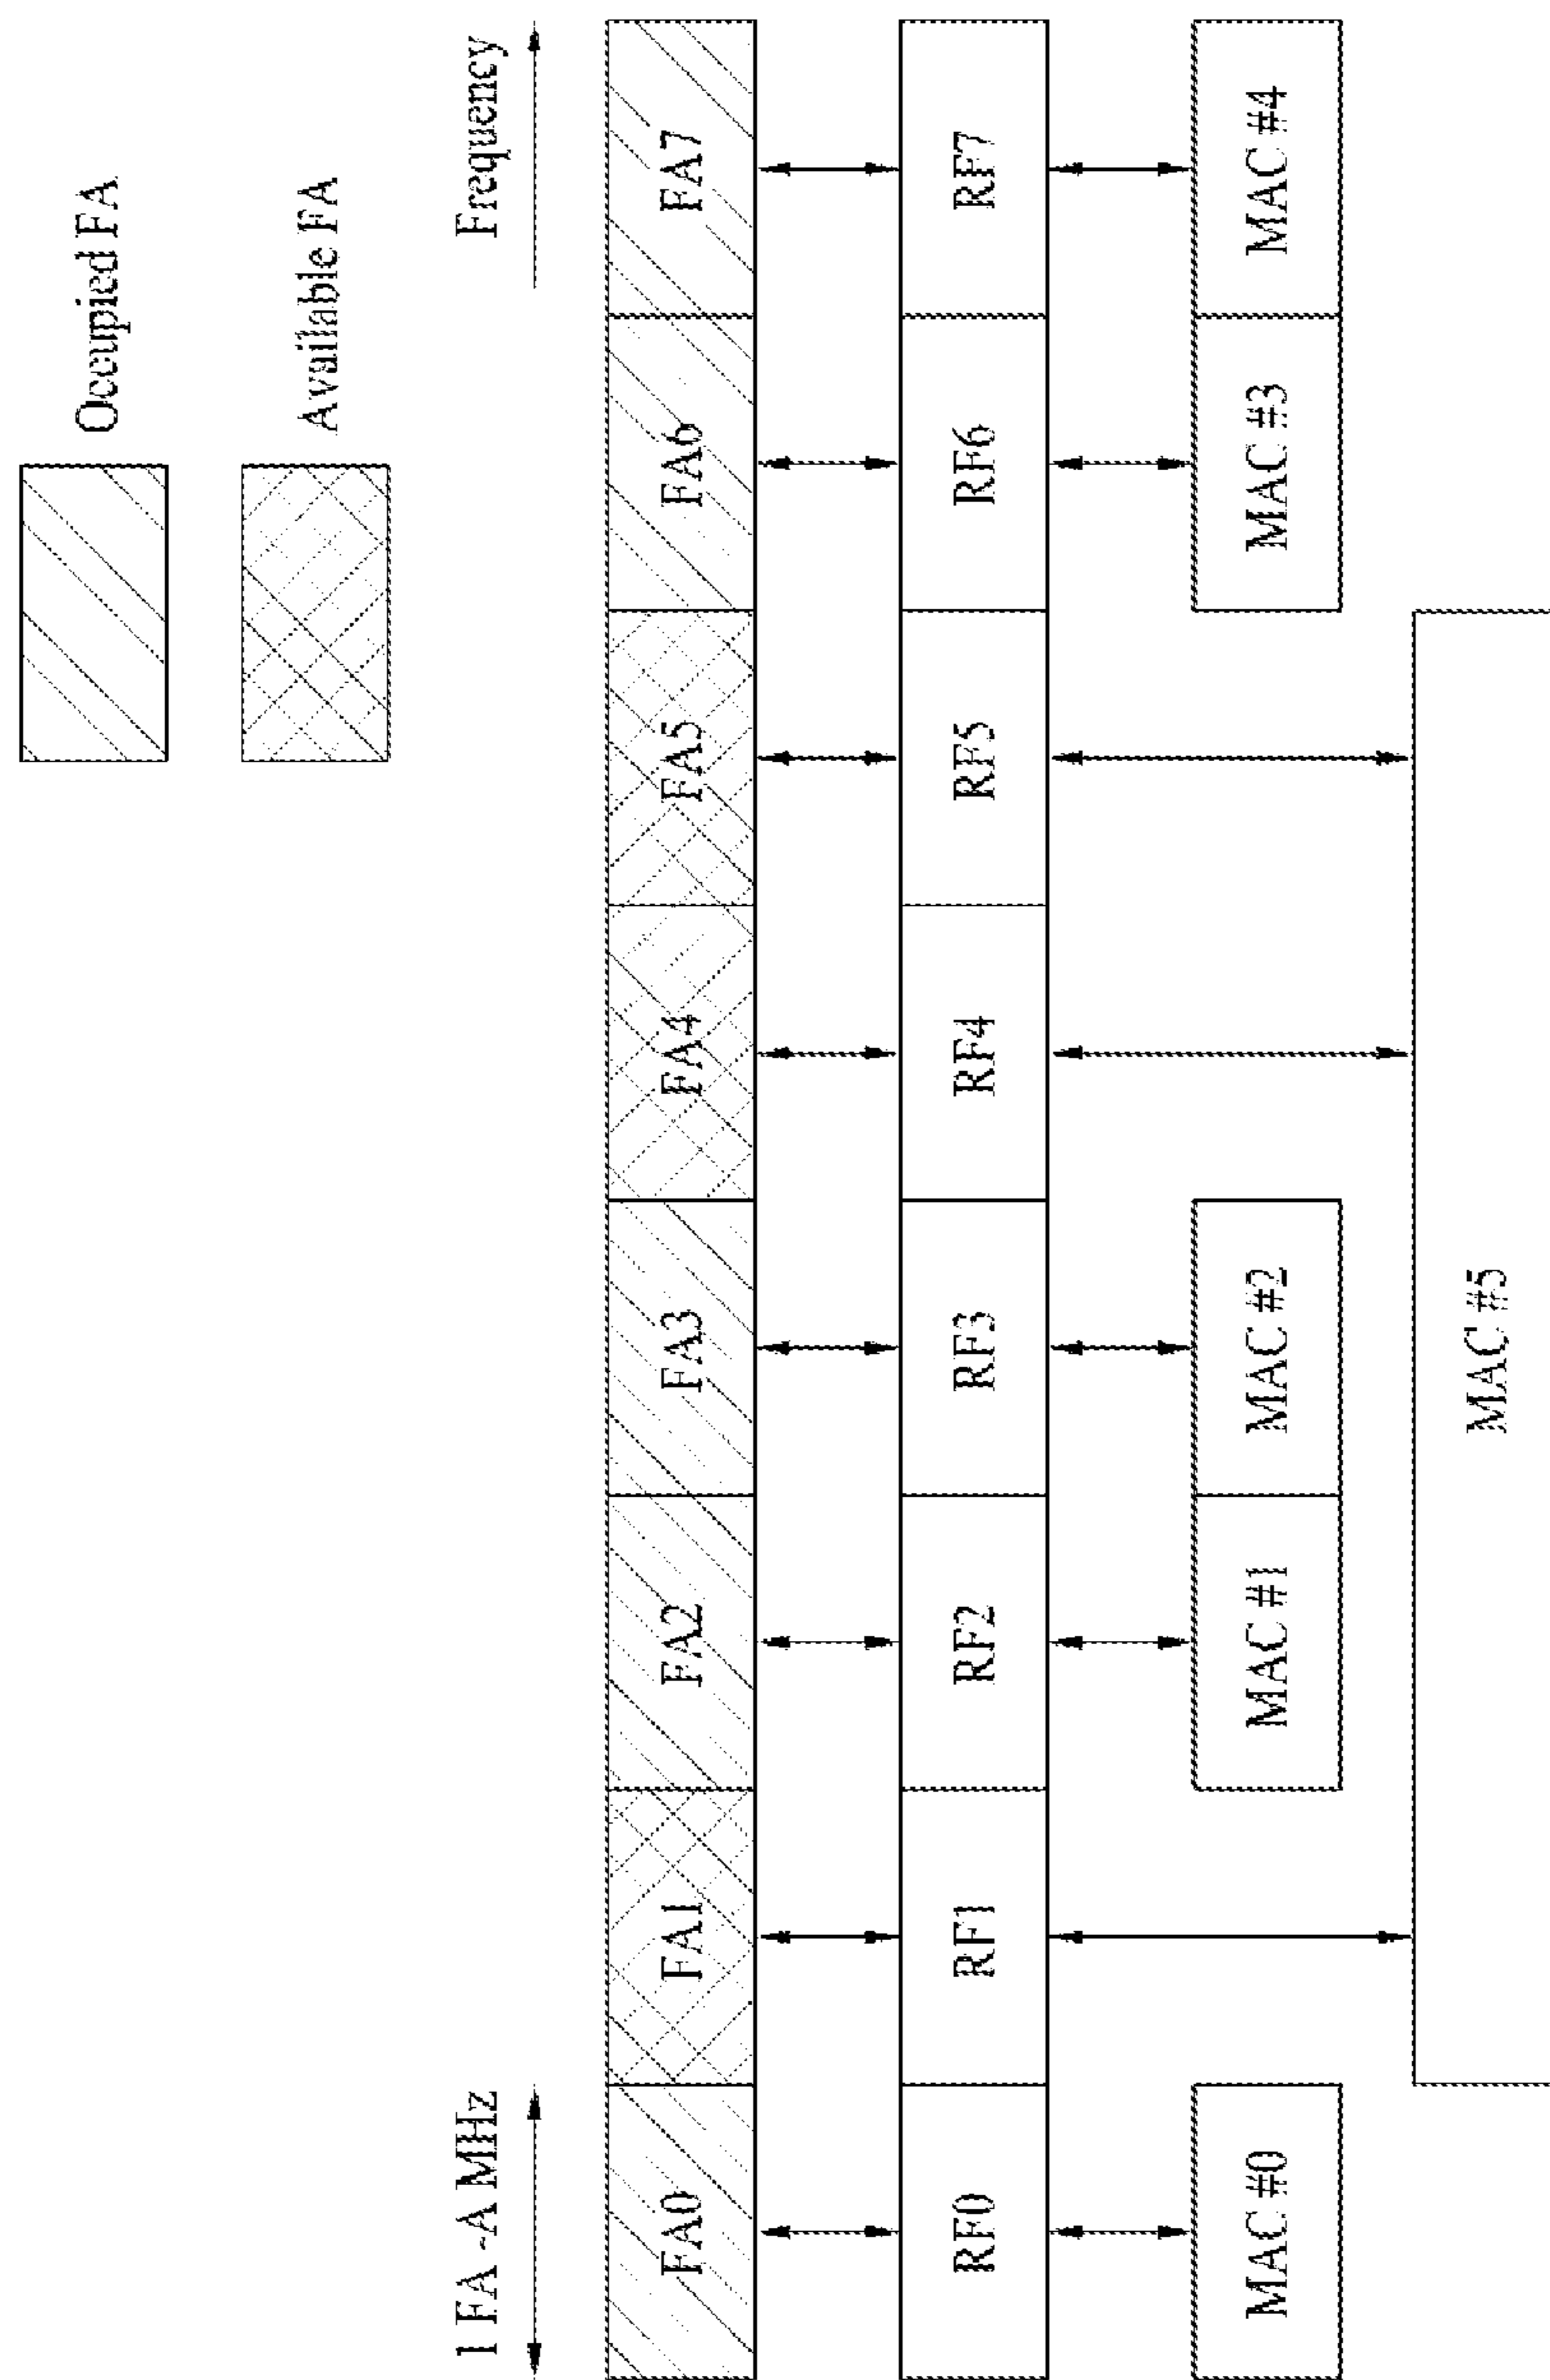 Occupied FA
Available FA
1 FA -A MHz
Frequency
FA0 FA1 FA2 FA3 FA4 FA5 FA6 FA7
RF0 RF1 RF2 RF3 RF4 RF5 RF6 RF7
MAC #0 MAC #1 MAC #2 MAC #3 MAC #4
MAC #5